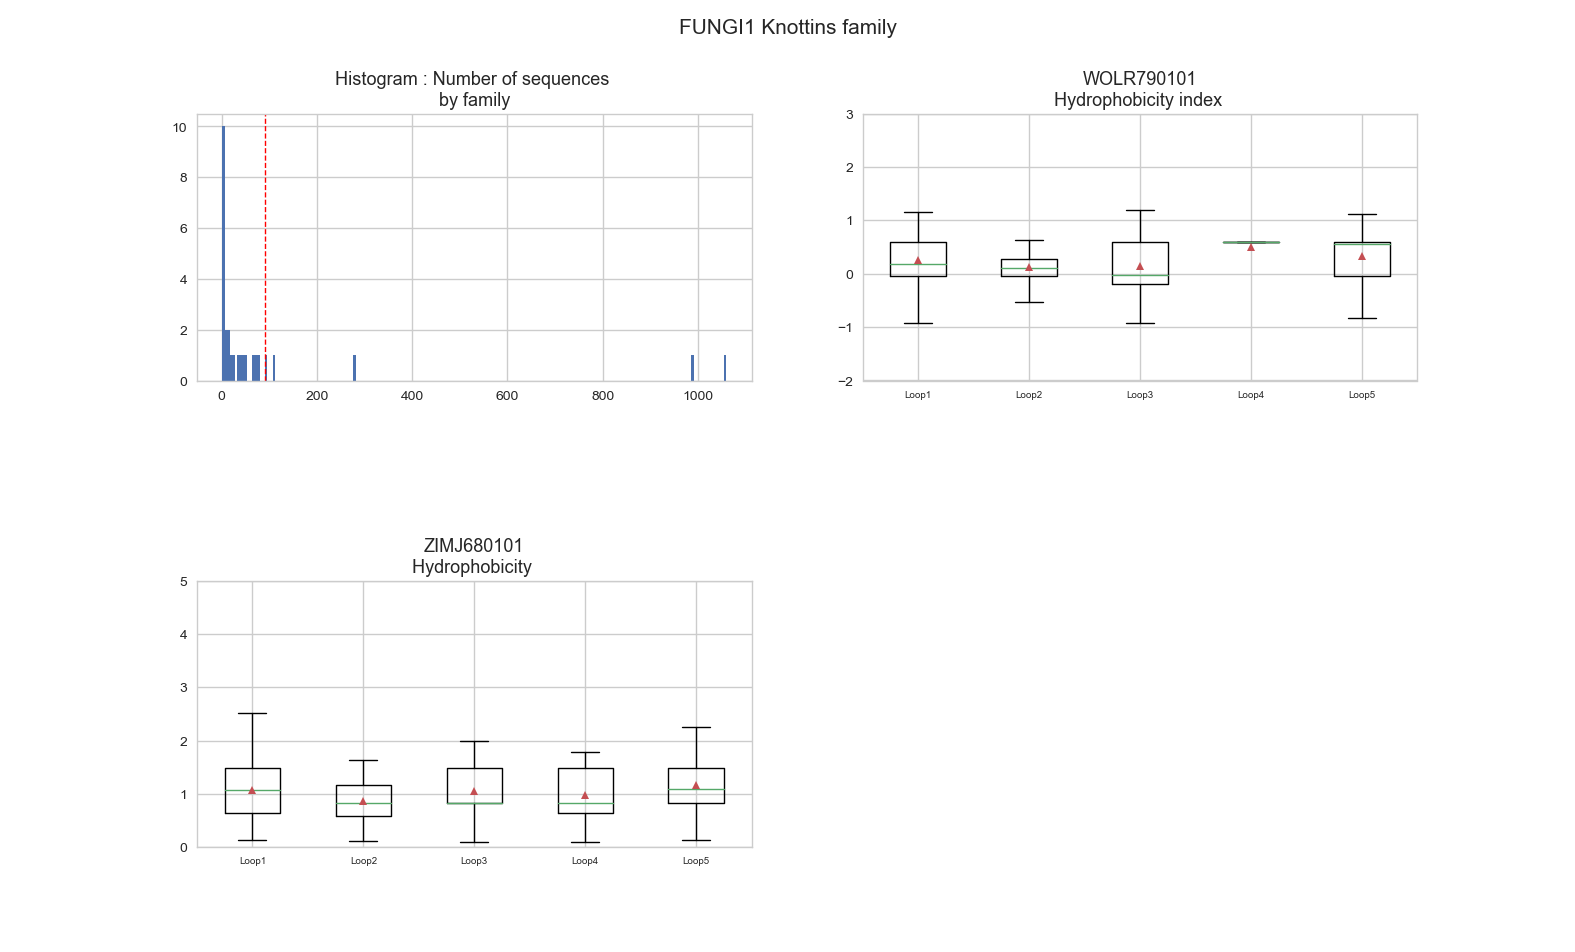 FUNGI1 Knottins family
Histogram : Number of sequences
by family
10
8
6
4
2
0
0 200 400 600 800 1000
WOLR790101
Hydrophobicity index
3
2
1
0
−1
−2
Loop1 Loop2 Loop3 Loop4 Loop5
ZIMJ680101
Hydrophobicity
5
4
3
2
1
0
Loop1 Loop2 Loop3 Loop4 Loop5